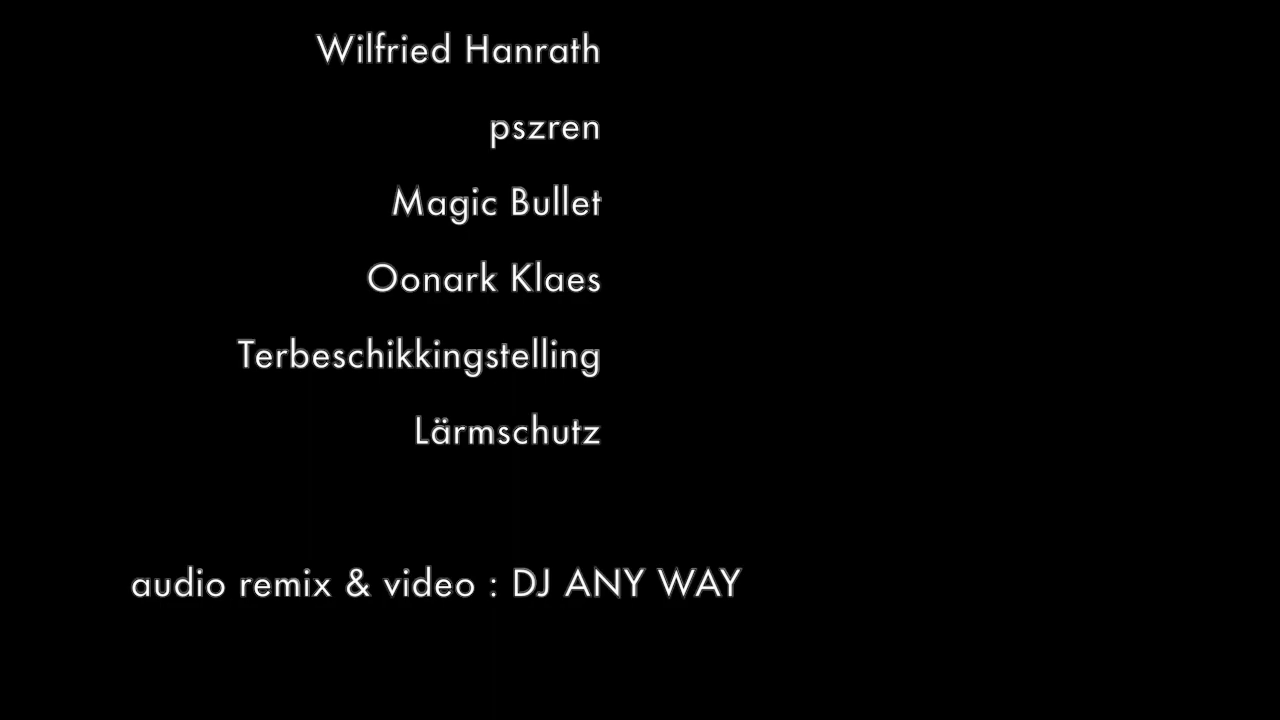 Wilfried Hanrath
pszren
Magic Bullet
Oonark Klaes
Terbeschikkingstelling
Lärmschutz
audio remix & video : DJ ANY WAY